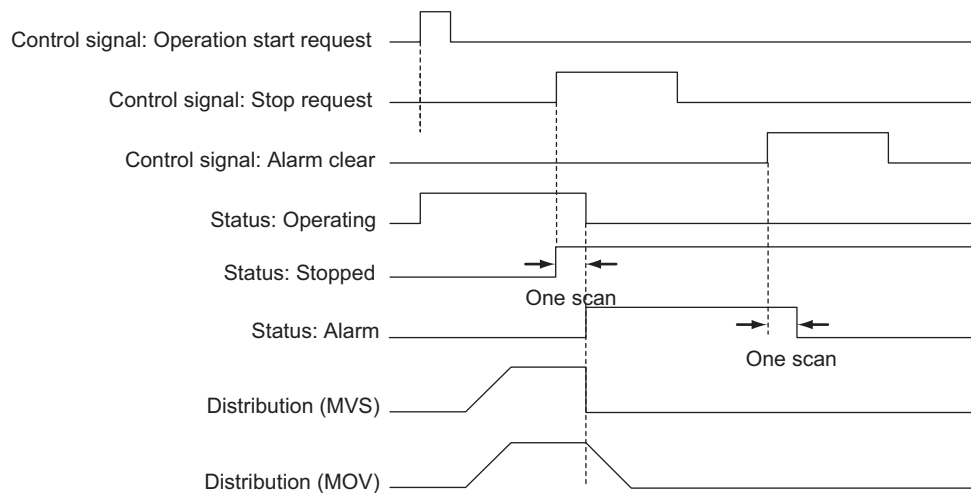 Control signal: Operation start request
Control signal: Stop request
Control signal: Alarm clear
Status: Operating
Status: Stopped
One scan
Status: Alarm
One scan
Distribution (MVS)
Distribution (MOV)